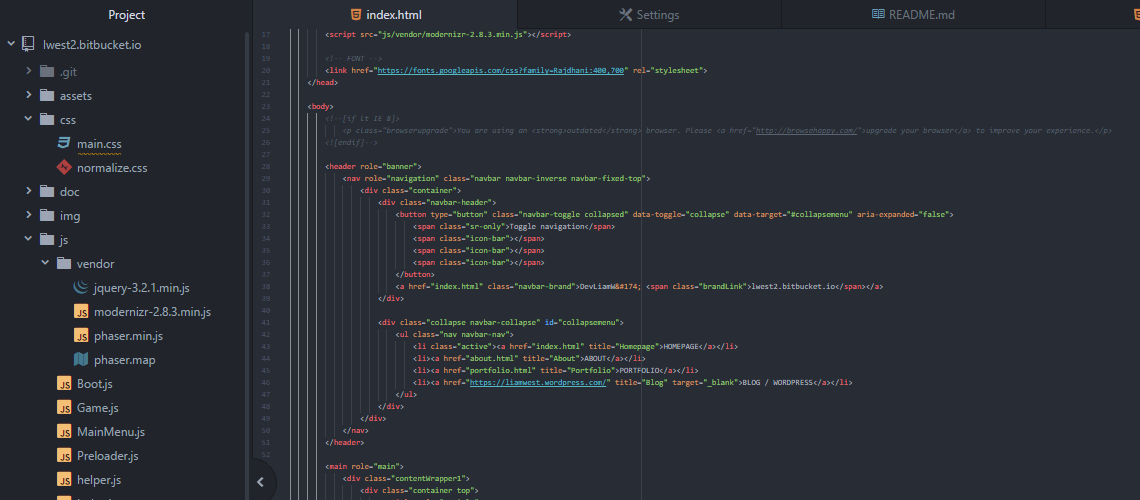 Project
index.html
Settings
README.md
lwest2.bitbucket.io
.git
assets
css
main.css
normalize.css
doc
img
js
vendor
jquery-3.2.1.min.js
modernizr-2.8.3.min.js
phaser.min.js
phaser.map
Boot.js
Game.js
MainMenu.js
Preloader.js
helper.js
17 <script src="js/vendor/modernizr-2.8.3.min.js"></script>
18
19 <!-- FONT -->
20 <link href="https://fonts.googleapis.com/css?family=Rajdhani:400,700" rel="stylesheet">
21 </head>
22
23 <body>
24 <!--[if lt IE 8]>
25 <p class="browserupgrade">You are using an <strong>outdated</strong> browser. Please <a href="http://browsehappy.com/">upgrade your browser</a> to improve your experience.</p>
26 <![endif]-->
27
28 <header role="banner">
29 <nav role="navigation" class="navbar navbar-inverse navbar-fixed-top">
30 <div class="container">
31 <div class="navbar-header">
32 <button type="button" class="navbar-toggle collapsed" data-toggle="collapse" data-target="#collapsemenu" aria-expanded="false">
33 <span class="sr-only">Toggle navigation</span>
34 <span class="icon-bar"></span>
35 <span class="icon-bar"></span>
36 <span class="icon-bar"></span>
37 </button>
38 <a href="index.html" class="navbar-brand">DevLiamW&#174; <span class="brandLink">lwest2.bitbucket.io</span></a>
39 </div>
40
41 <div class="collapse navbar-collapse" id="collapsemenu">
42 <ul class="nav navbar-nav">
43 <li class="active"><a href="index.html" title="Homepage">HOMEPAGE</a></li>
44 <li><a href="about.html" title="About">ABOUT</a></li>
45 <li><a href="portfolio.html" title="Portfolio">PORTFOLIO</a></li>
46 <li><a href="https://liamwest.wordpress.com/" title="Blog" target="_blank">BLOG / WORDPRESS</a></li>
47 </ul>
48 </div>
49 </div>
50 </nav>
51 </header>
52
53 <main role="main">
54 <div class="contentWrapper1">
55 <div class="container top">